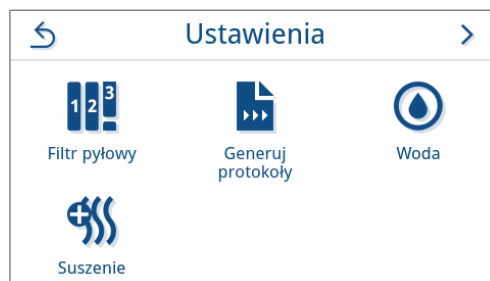 Ustawienia
1 2 3
Filtr pyłowy
Generuj
protokoły
Woda
Suszenie